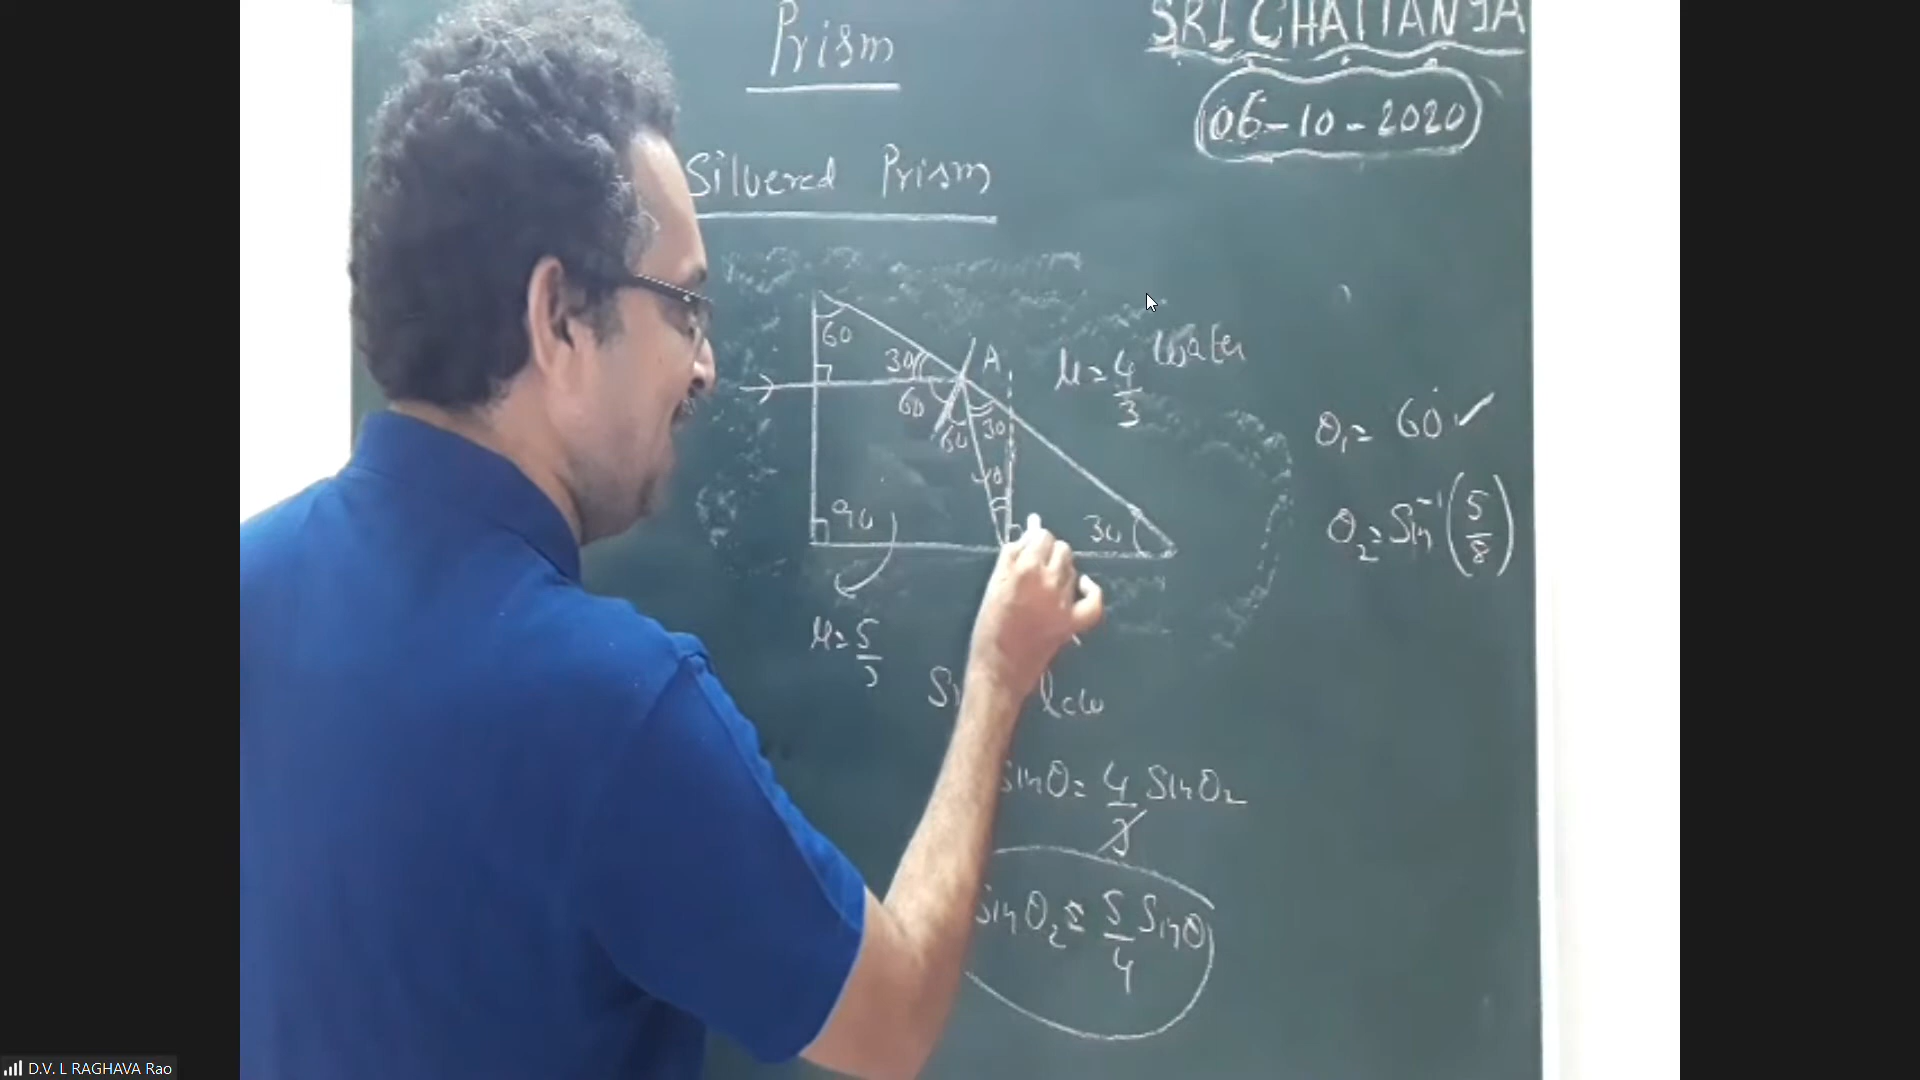 Prism
SRI CHAITANYA
06-10-2020
Silvered Prism
60
30
A
μ = 4/3
water
60
60
30
θ₁ = 60° ✓
θ₂ = Sin⁻¹(5/8)
90
30
μ = 5/3
law
sinθ = 4/3 Sinθ₂
sinθ₂ = 5/4 Sinθ
D.V. L RAGHAVA Rao